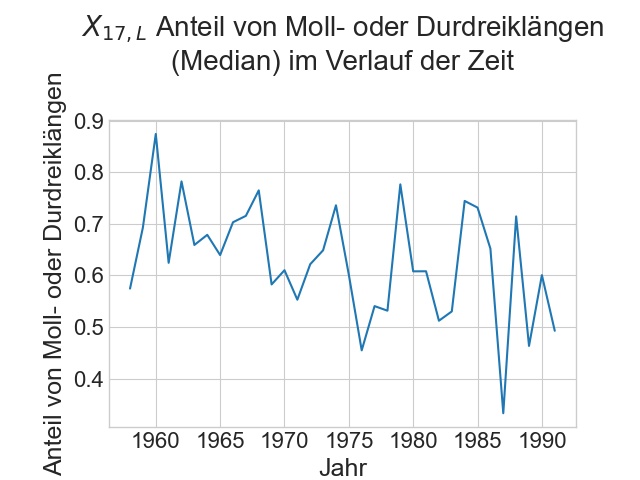 X17, L Anteil von Moll- oder Durdreiklängen
(Median) im Verlauf der Zeit
Anteil von Moll- oder Durdreiklängen
0.9
0.8
0.7
0.6
0.5
0.4
1960 1965 1970 1975 1980 1985 1990
Jahr